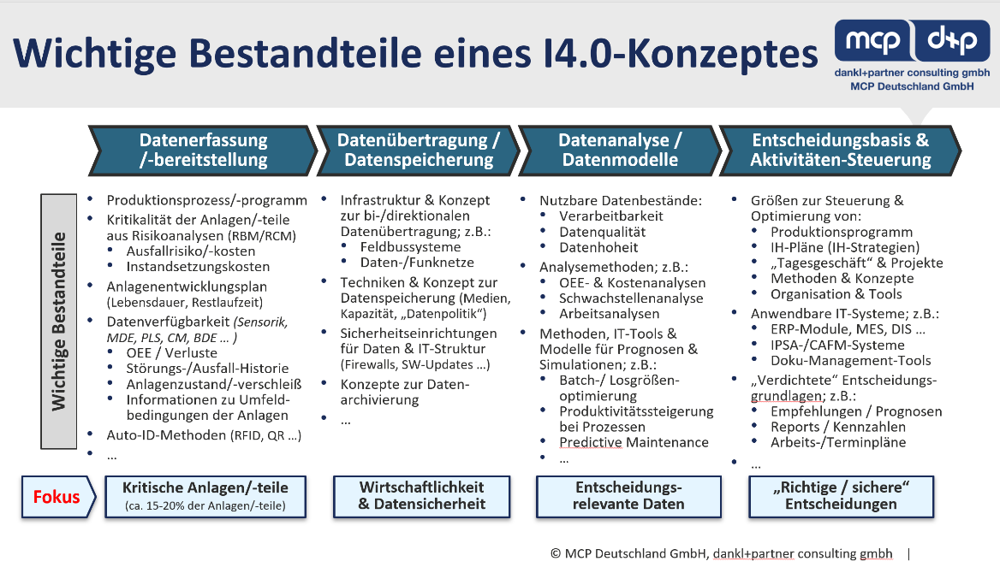 Wichtige Bestandteile eines I4.0-Konzeptes
mcp d+p
dankl+partner consulting gmbh
MCP Deutschland GmbH
Datenerfassung
/-bereitstellung
Datenübertragung /
Datenspeicherung
Datenanalyse /
Datenmodelle
Entscheidungsbasis &
Aktivitäten-Steuerung
Wichtige Bestandteile
• Produktionsprozess/-programm
• Kritikalität der Anlagen/-teile
aus Risikoanalysen (RBM/RCM)
• Ausfallrisiko/-kosten
• Instandsetzungskosten
• Anlagenentwicklungsplan
(Lebensdauer, Restlaufzeit)
• Datenverfügbarkeit (Sensorik,
MDE, PLS, CM, BDE ... )
• OEE / Verluste
• Störungs-/Ausfall-Historie
• Anlagenzustand/-verschleiß
• Informationen zu Umfeld-
bedingungen der Anlagen
• Auto-ID-Methoden (RFID, QR ...)
• ...
• Infrastruktur & Konzept
zur bi-/direktionalen
Datenübertragung; z.B.:
• Feldbussysteme
• Daten-/Funknetze
• Techniken & Konzept zur
Datenspeicherung (Medien,
Kapazität, „Datenpolitik“)
• Sicherheitseinrichtungen
für Daten & IT-Struktur
(Firewalls, SW-Updates ...)
• Konzepte zur Daten-
archivierung
• ...
• Nutzbare Datenbestände:
• Verarbeitbarkeit
• Datenqualität
• Datenhoheit
• Analysemethoden; z.B.:
• OEE- & Kostenanalysen
• Schwachstellenanalyse
• Arbeitsanalysen
• Methoden, IT-Tools &
Modelle für Prognosen &
Simulationen; z.B.:
• Batch-/ Losgrößen-
optimierung
• Produktivitätssteigerung
bei Prozessen
• Predictive Maintenance
• ...
• Größen zur Steuerung &
Optimierung von:
• Produktionsprogramm
• IH-Pläne (IH-Strategien)
• „Tagesgeschäft“ & Projekte
• Methoden & Konzepte
• Organisation & Tools
• Anwendbare IT-Systeme; z.B.:
• ERP-Module, MES, DIS ...
• IPSA-/CAFM-Systeme
• Doku-Management-Tools
• „Verdichtete“ Entscheidungs-
grundlagen; z.B.:
• Empfehlungen / Prognosen
• Reports / Kennzahlen
• Arbeits-/Terminpläne
• ...
Fokus
Kritische Anlagen/-teile
(ca. 15-20% der Anlagen/-teile)
Wirtschaftlichkeit
& Datensicherheit
Entscheidungs-
relevante Daten
„Richtige / sichere“
Entscheidungen
© MCP Deutschland GmbH, dankl+partner consulting gmbh |